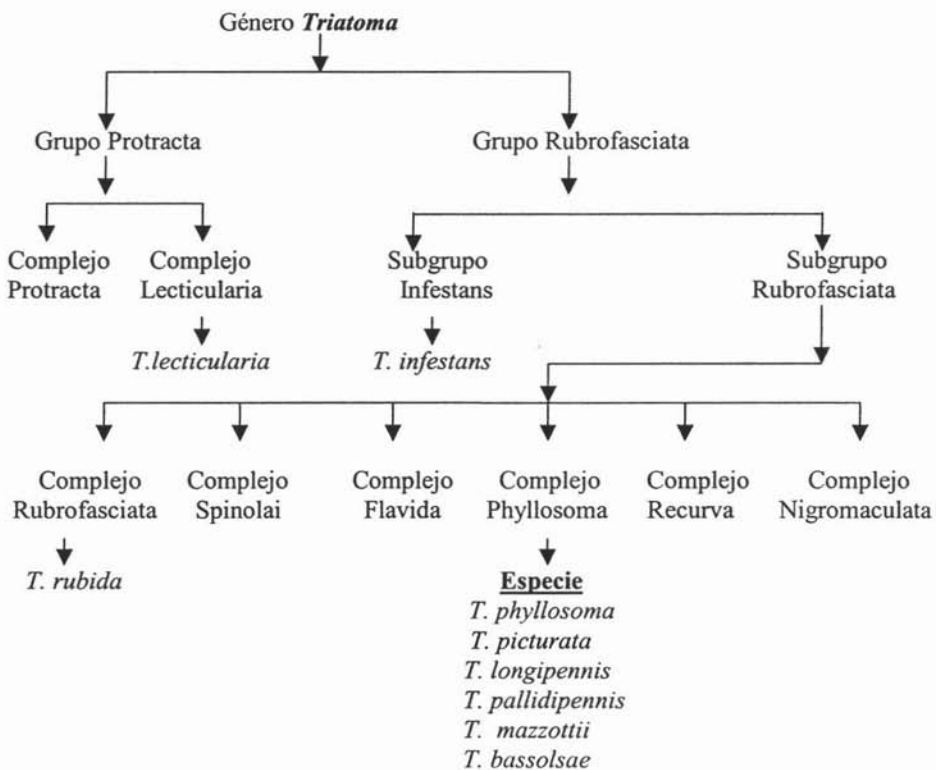 Género Triatoma
Grupo Protracta
Grupo Rubrofasciata
Complejo
Protracta
Complejo
Lecticularia
Subgrupo
Infestans
Subgrupo
Rubrofasciata
T.lecticularia
T. infestans
Complejo
Rubrofasciata
Complejo
Spinolai
Complejo
Flavida
Complejo
Phyllosoma
Complejo
Recurva
Complejo
Nigromaculata
T. rubida
Especie
T. phyllosoma
T. picturata
T. longipennis
T. pallidipennis
T. mazzottii
T. bassolsae